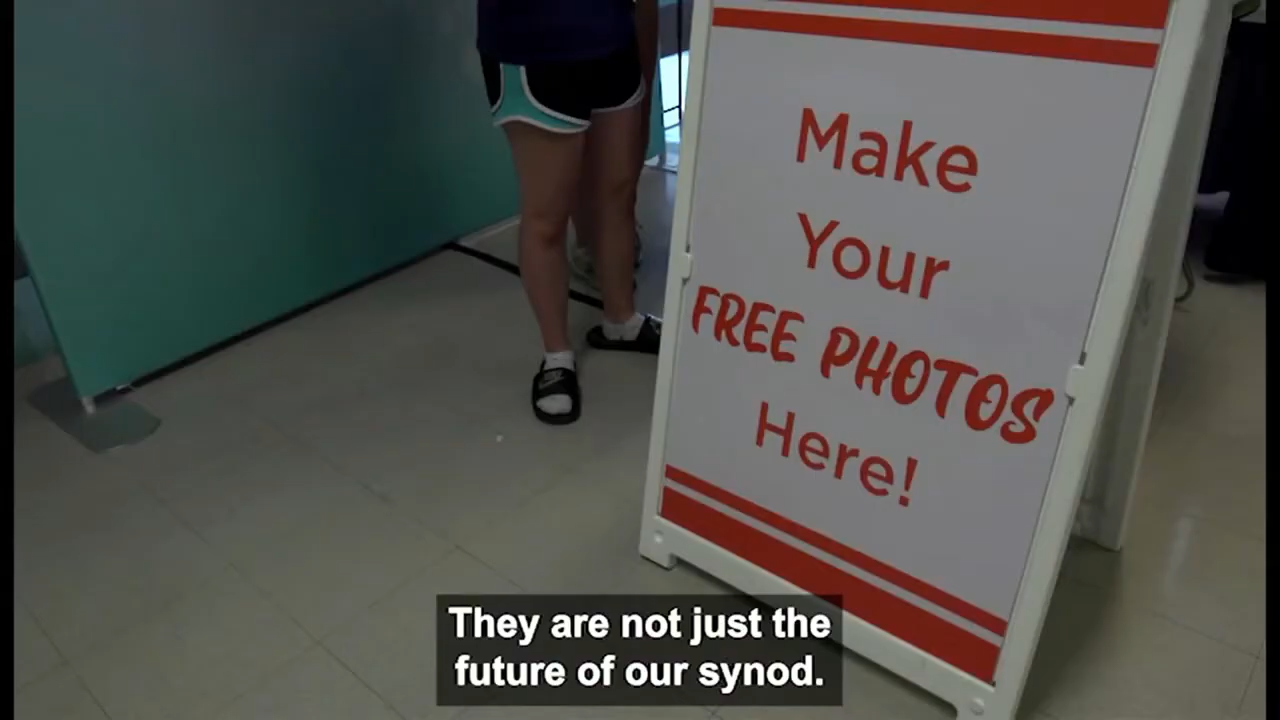 Make
Your
FREE PHOTOS
Here!
They are not just the
future of our synod.